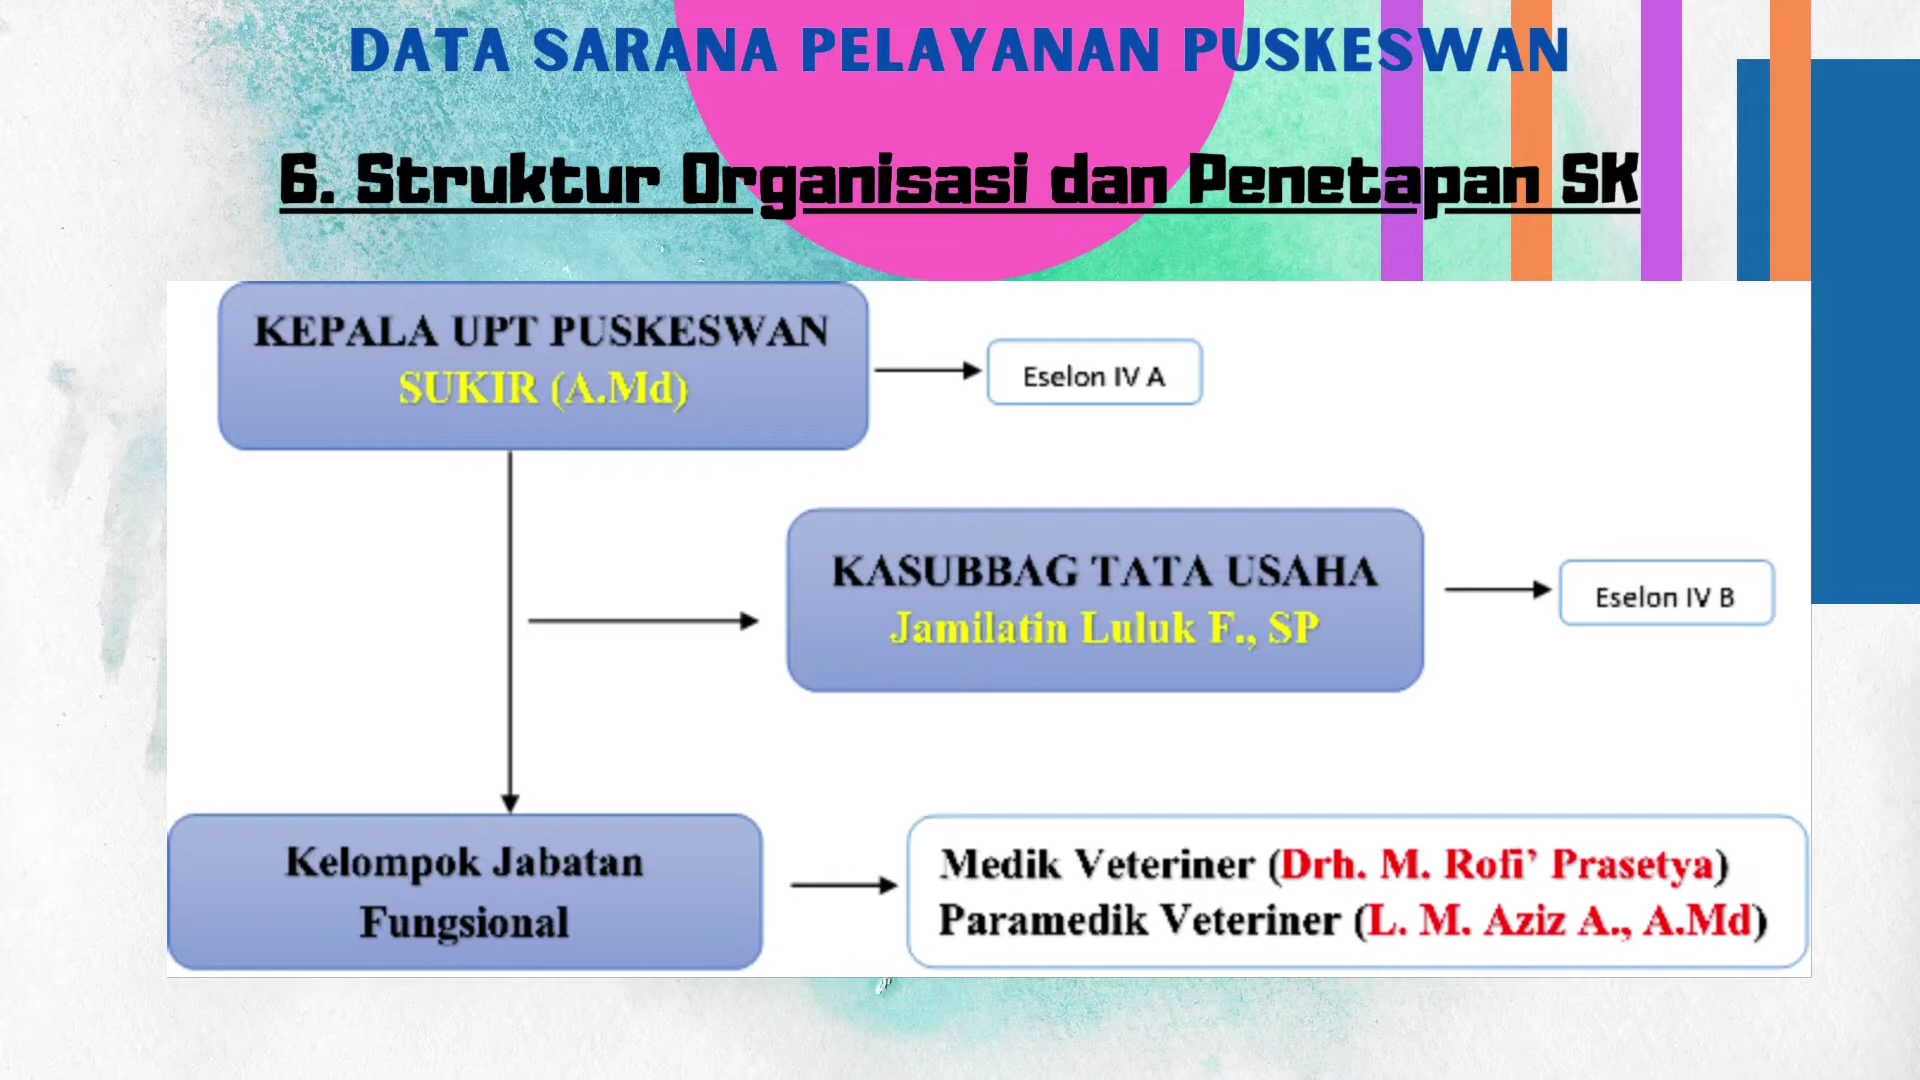 DATA SARANA PELAYANAN PUSKESWAN
6. Struktur Organisasi dan Penetapan SK
KEPALA UPT PUSKESWAN
SUKIR (A.Md)
Eselon IV A
KASUBBAG TATA USAHA
Jamilatin Luluk F., SP
Eselon IV B
Kelompok Jabatan
Fungsional
Medik Veteriner (Drh. M. Rofi’ Prasetya)
Paramedik Veteriner (L. M. Aziz A., A.Md)